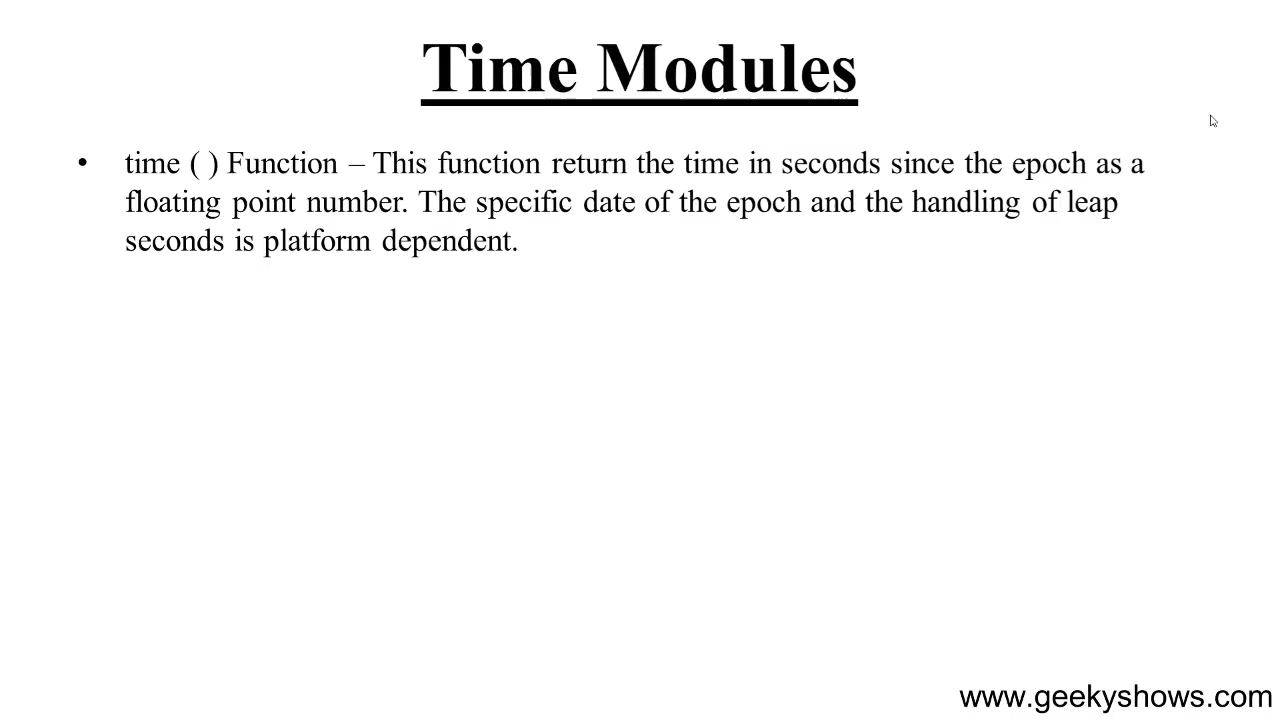 Time Modules
• time ( ) Function – This function return the time in seconds since the epoch as a
floating point number. The specific date of the epoch and the handling of leap
seconds is platform dependent.
www.geekyshows.com